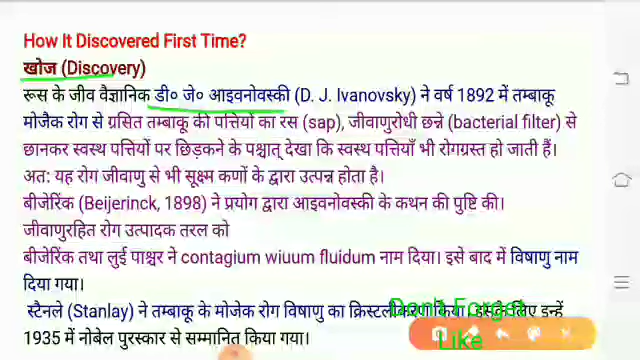 How It Discovered First Time?
खोज (Discovery)
रूस के जीव वैज्ञानिक डी० जे० आइवनोवस्की (D. J. Ivanovsky) ने वर्ष 1892 में तम्बाकू
मोजैक रोग से ग्रसित तम्बाकू की पत्तियों का रस (sap), जीवाणुरोधी छन्ने (bacterial filter) से
छानकर स्वस्थ पत्तियों पर छिड़कने के पश्चात् देखा कि स्वस्थ पत्तियाँ भी रोगग्रस्त हो जाती हैं।
अत: यह रोग जीवाणु से भी सूक्ष्म कणों के द्वारा उत्पन्न होता है।
बीजेरिंक (Beijerinck, 1898) ने प्रयोग द्वारा आइवनोवस्की के कथन की पुष्टि की।
जीवाणुरहित रोग उत्पादक तरल को
बीजेरिंक तथा लुई पाश्चर ने contagium wiuum fluidum नाम दिया। इसे बाद में विषाणु नाम
दिया गया।
स्टैनले (Stanlay) ने तम्बाकू के मोजेक रोग विषाणु का क्रिस्टलीकरण किया। इसके लिए इन्हें
1935 में नोबेल पुरस्कार से सम्मानित किया गया।
Don't Forget
Like